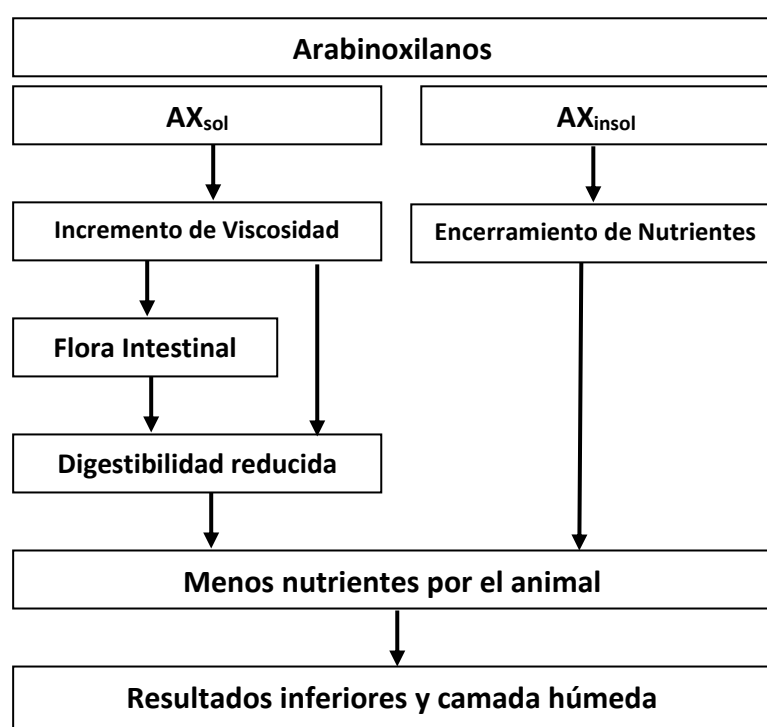 Arabinoxilanos
AXsol
AXinsol
Incremento de Viscosidad
Encerramiento de Nutrientes
Flora Intestinal
Digestibilidad reducida
Menos nutrientes por el animal
Resultados inferiores y camada húmeda